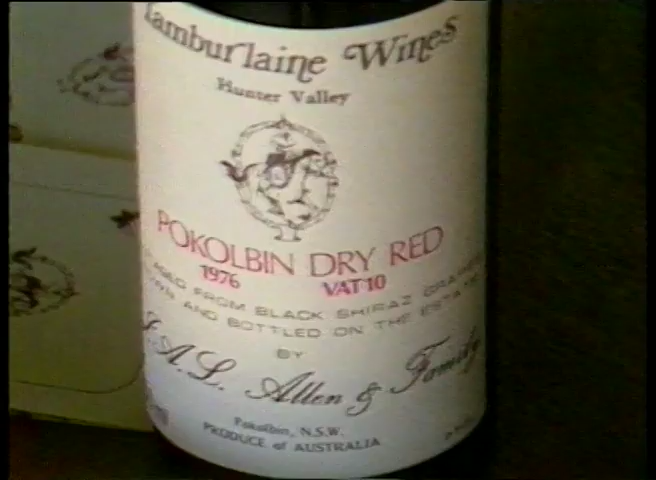 Tamburlaine Wines
Hunter Valley
POKOLBIN DRY RED
1976 VAT 10
FROM BLACK SHIRAZ
AND BOTTLED ON THE ESTATE
BY
A.L. Allen & Family
Pokolbin, N.S.W.
PRODUCE of AUSTRALIA